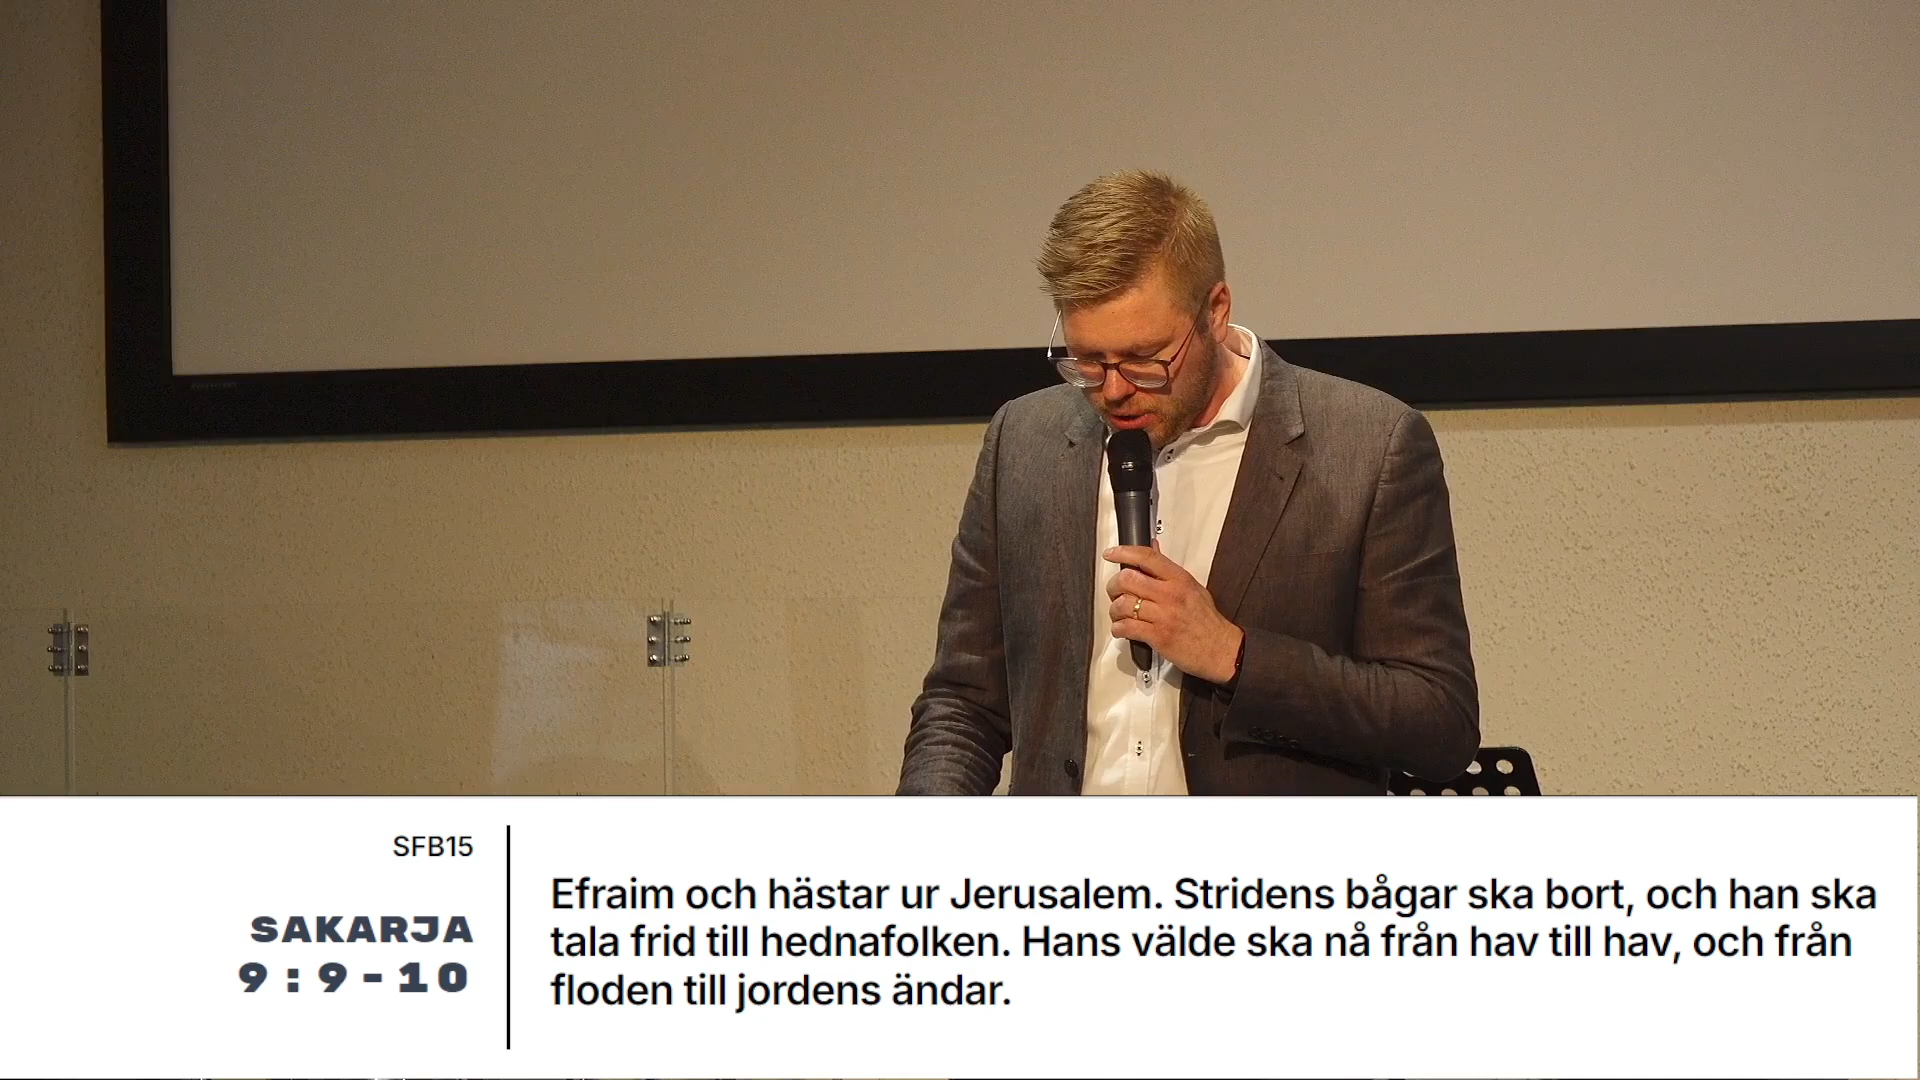 SFB15
SAKARJA
9:9-10
Efraim och hästar ur Jerusalem. Stridens bågar ska bort, och han ska
tala frid till hednafolken. Hans välde ska nå från hav till hav, och från
floden till jordens ändar.